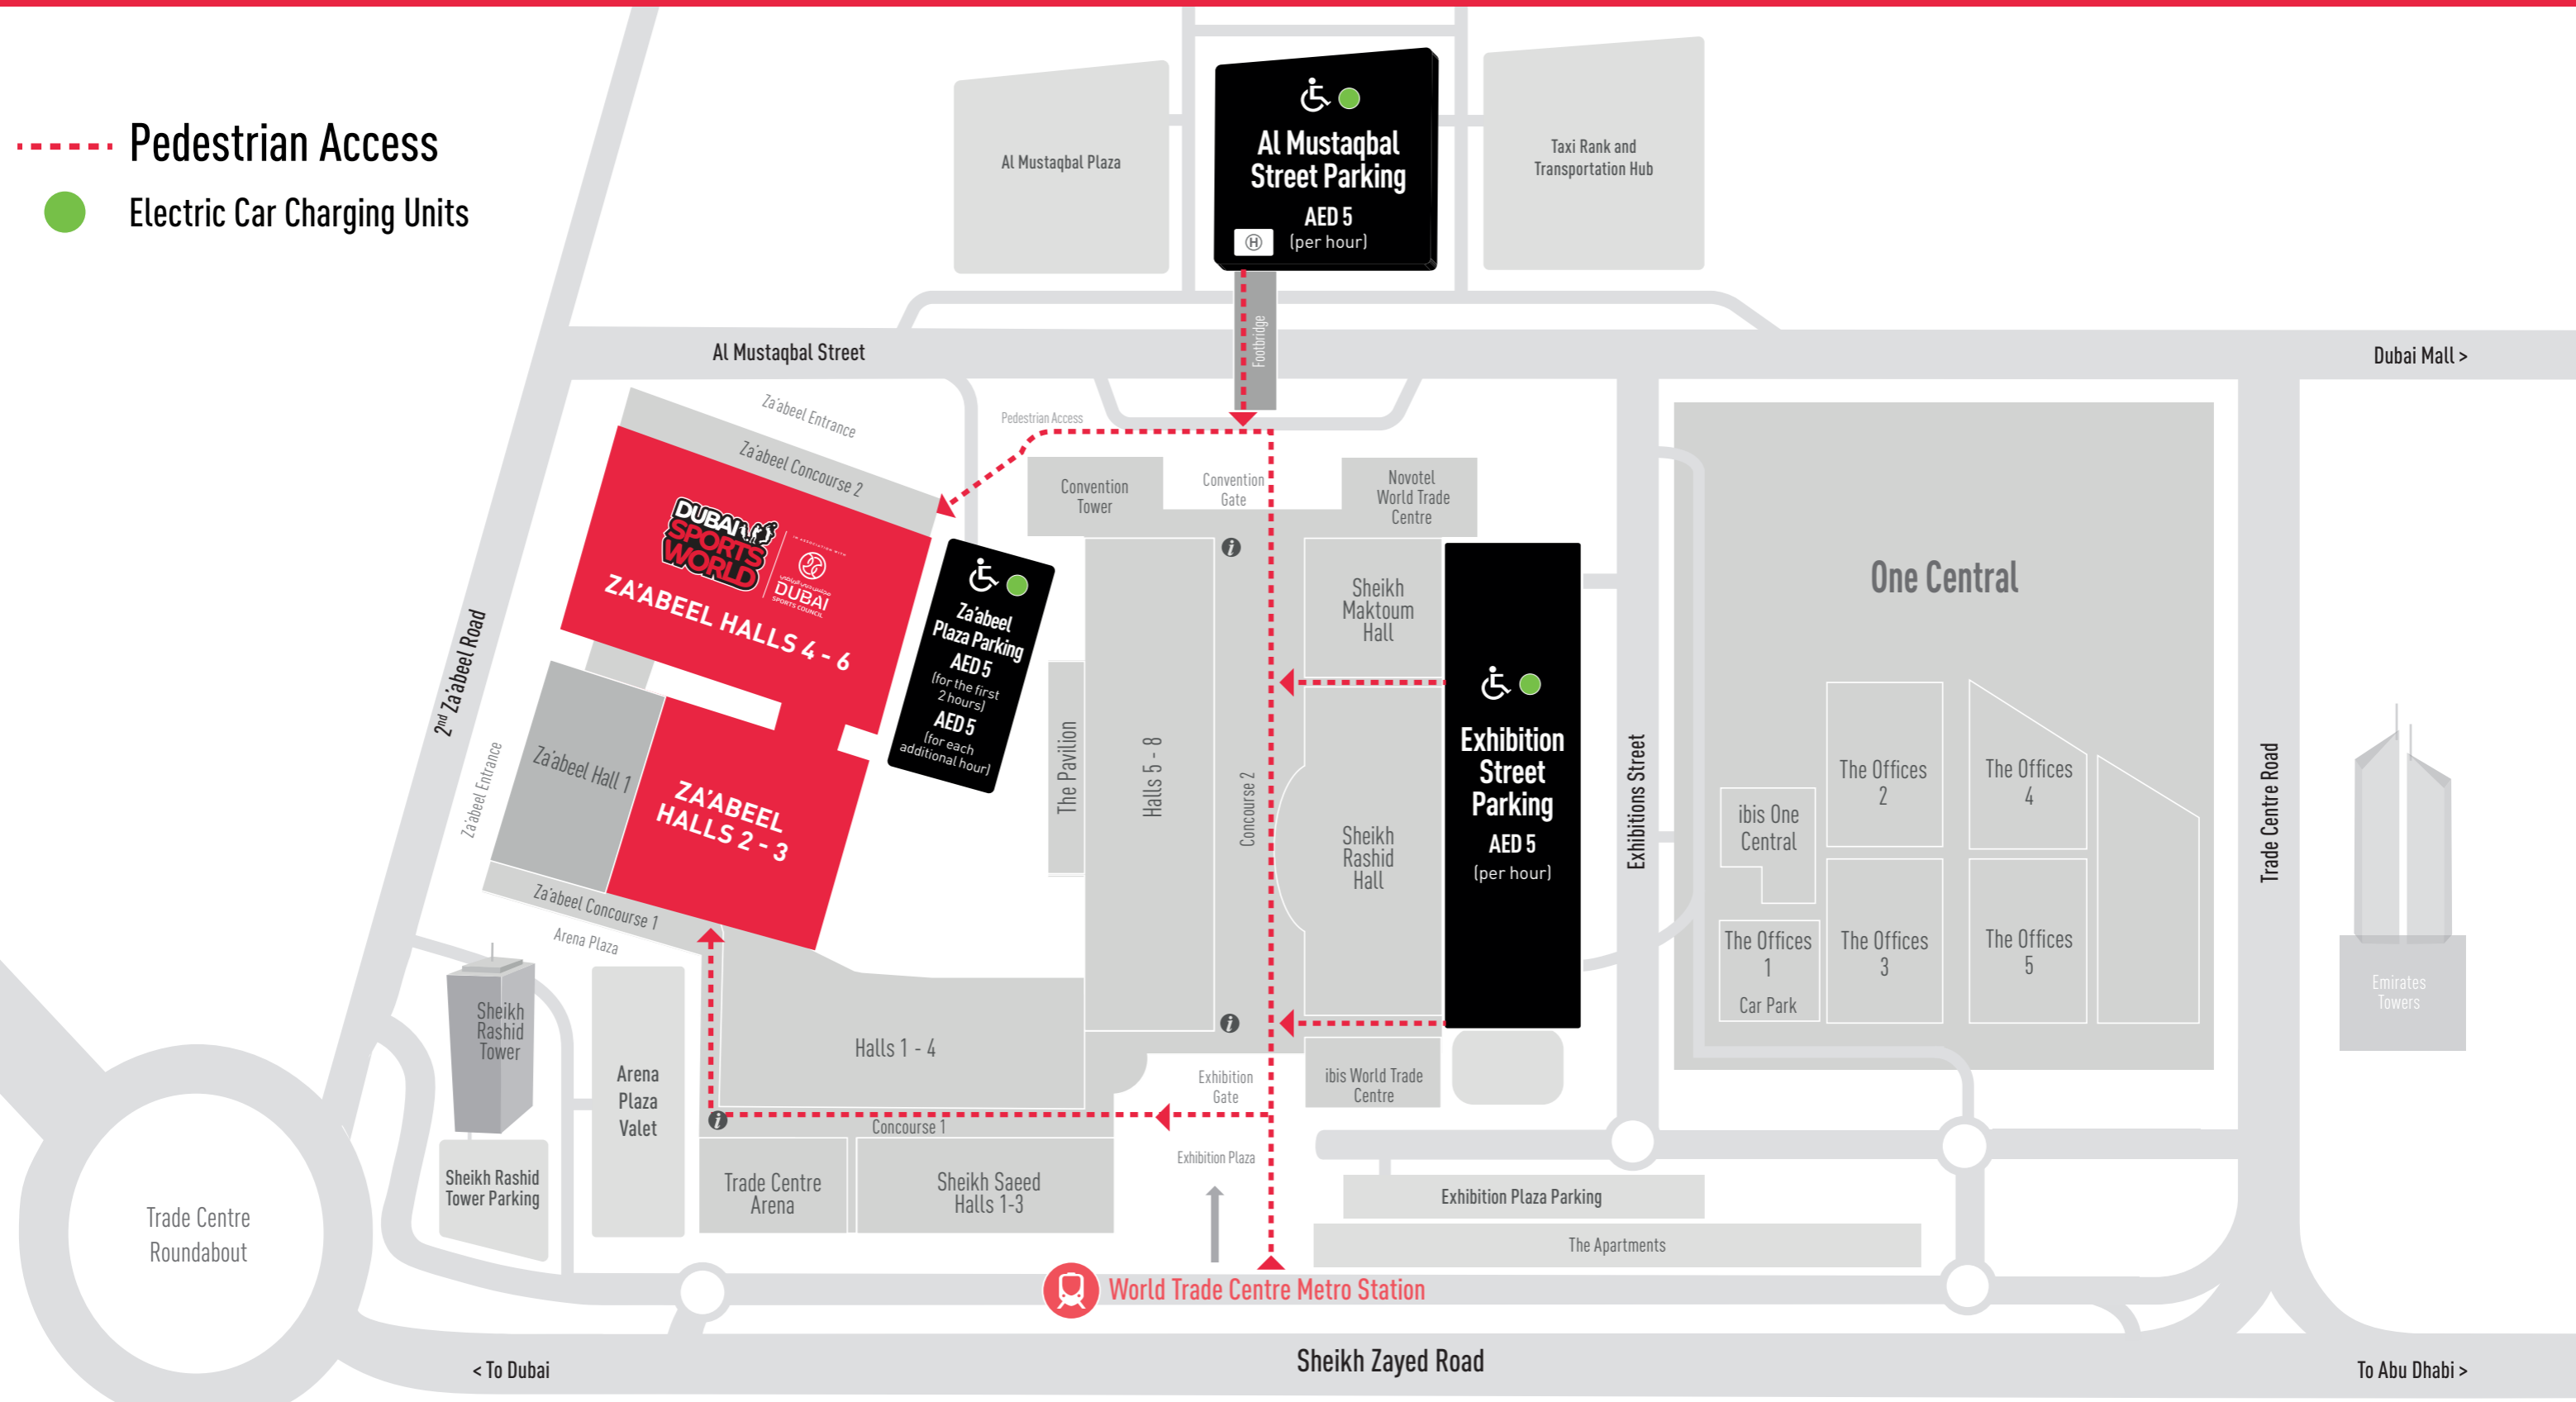 Pedestrian Access
Electric Car Charging Units
Al Mustaqbal Plaza
Al Mustaqbal
Street Parking
AED 5
(per hour)
H
Taxi Rank and
Transportation Hub
Footbridge
Al Mustaqbal Street
Dubai Mall >
Za'abeel Entrance
Pedestrian Access
Za'abeel Concourse 2
DUBAI
SPORTS
WORLD
IN ASSOCIATION WITH
DUBAI
SPORTS COUNCIL
ZA'ABEEL HALLS 4 - 6
Convention
Tower
Convention
Gate
Novotel
World Trade
Centre
i
Za'abeel
Plaza Parking
AED 5
(for the first
2 hours)
AED 5
(for each
additional hour)
Sheikh
Maktoum
Hall
One Central
2nd Za'abeel Road
Za'abeel Entrance
Za'abeel Hall 1
ZA'ABEEL
HALLS 2 - 3
Za'abeel Concourse 1
Arena Plaza
The Pavilion
Halls 5 - 8
Concourse 2
Sheikh
Rashid
Hall
Exhibition
Street
Parking
AED 5
(per hour)
Exhibitions Street
ibis One
Central
The Offices
2
The Offices
4
The Offices
1
Car Park
The Offices
3
The Offices
5
Trade Centre Road
Emirates
Towers
Sheikh
Rashid
Tower
Arena
Plaza
Valet
Halls 1 - 4
i
i
Concourse 1
Exhibition
Gate
ibis World Trade
Centre
Sheikh Rashid
Tower Parking
Trade Centre
Arena
Sheikh Saeed
Halls 1-3
Exhibition Plaza
Exhibition Plaza Parking
The Apartments
Trade Centre
Roundabout
World Trade Centre Metro Station
Sheikh Zayed Road
< To Dubai
To Abu Dhabi >